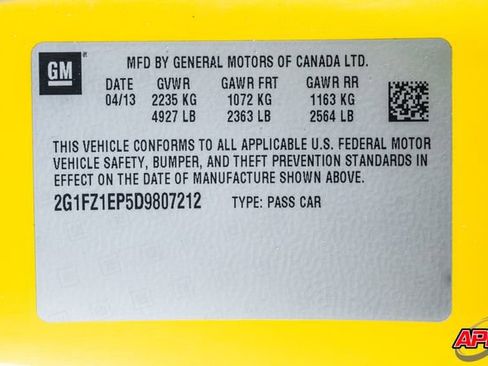 GM
MFD BY GENERAL MOTORS OF CANADA LTD.
DATE GVWR GAWR FRT GAWR RR
04/13 2235 KG 1072 KG 1163 KG
4927 LB 2363 LB 2564 LB
THIS VEHICLE CONFORMS TO ALL APPLICABLE U.S. FEDERAL MOTOR
VEHICLE SAFETY, BUMPER, AND THEFT PREVENTION STANDARDS IN
EFFECT ON THE DATE OF MANUFACTURE SHOWN ABOVE.
2G1FZ1EP5D9807212 TYPE: PASS CAR